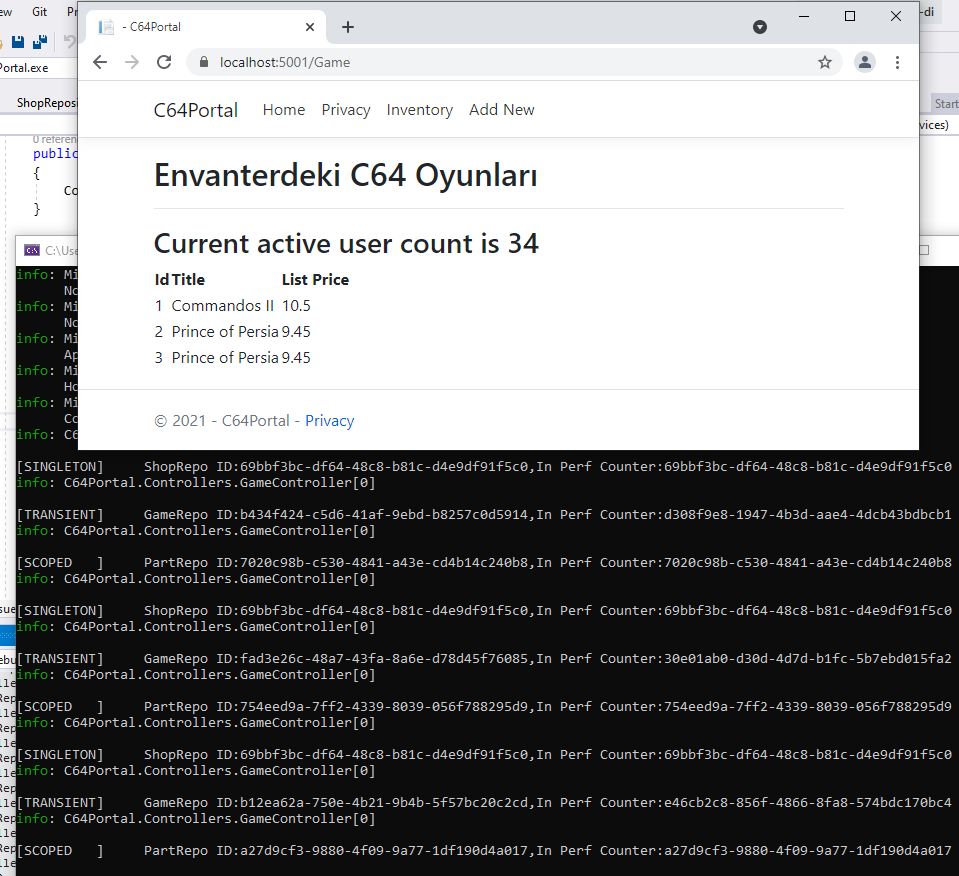 Git
- C64Portal
-di
Portal.exe
localhost:5001/Game
ShopReposi
Start
C64Portal Home Privacy Inventory Add New
vices)
0 referen
public
{
Co
}
Envanterdeki C64 Oyunları
Current active user count is 34
C:\Use
Id Title List Price
1 Commandos II 10.5
2 Prince of Persia 9.45
3 Prince of Persia 9.45
© 2021 - C64Portal - Privacy
info: Mi
No
info: Mi
No
info: Mi
Ap
info: Mi
Ho
info: Mi
Co
info: C6
[SINGLETON] ShopRepo ID:69bbf3bc-df64-48c8-b81c-d4e9df91f5c0,In Perf Counter:69bbf3bc-df64-48c8-b81c-d4e9df91f5c0
info: C64Portal.Controllers.GameController[0]
[TRANSIENT] GameRepo ID:b434f424-c5d6-41af-9ebd-b8257c0d5914,In Perf Counter:d308f9e8-1947-4b3d-aae4-4dcb43bdbcb1
info: C64Portal.Controllers.GameController[0]
[SCOPED ] PartRepo ID:7020c98b-c530-4841-a43e-cd4b14c240b8,In Perf Counter:7020c98b-c530-4841-a43e-cd4b14c240b8
info: C64Portal.Controllers.GameController[0]
[SINGLETON] ShopRepo ID:69bbf3bc-df64-48c8-b81c-d4e9df91f5c0,In Perf Counter:69bbf3bc-df64-48c8-b81c-d4e9df91f5c0
info: C64Portal.Controllers.GameController[0]
[TRANSIENT] GameRepo ID:fad3e26c-48a7-43fa-8a6e-d78d45f76085,In Perf Counter:30e01ab0-d30d-4d7d-b1fc-5b7ebd015fa2
info: C64Portal.Controllers.GameController[0]
[SCOPED ] PartRepo ID:754eed9a-7ff2-4339-8039-056f788295d9,In Perf Counter:754eed9a-7ff2-4339-8039-056f788295d9
info: C64Portal.Controllers.GameController[0]
[SINGLETON] ShopRepo ID:69bbf3bc-df64-48c8-b81c-d4e9df91f5c0,In Perf Counter:69bbf3bc-df64-48c8-b81c-d4e9df91f5c0
info: C64Portal.Controllers.GameController[0]
[TRANSIENT] GameRepo ID:b12ea62a-750e-4b21-9b4b-5f57bc20c2cd,In Perf Counter:e46cb2c8-856f-4866-8fa8-574bdc170bc4
info: C64Portal.Controllers.GameController[0]
[SCOPED ] PartRepo ID:a27d9cf3-9880-4f09-9a77-1df190d4a017,In Perf Counter:a27d9cf3-9880-4f09-9a77-1df190d4a017